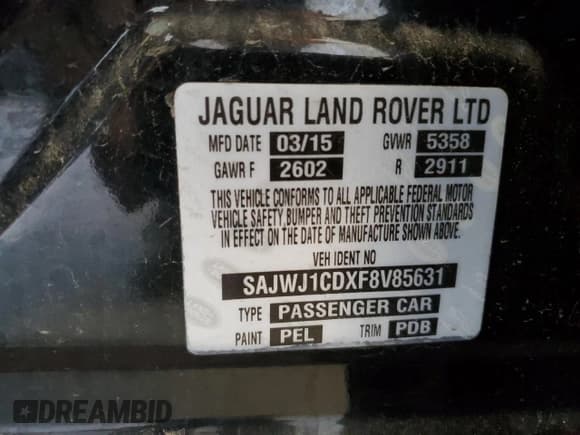 JAGUAR LAND ROVER LTD
MFD DATE 03/15 GVWR 5358
GAWR F 2602 R 2911
THIS VEHICLE CONFORMS TO ALL APPLICABLE FEDERAL MOTOR
VEHICLE SAFETY BUMPER AND THEFT PREVENTION STANDARDS
IN EFFECT ON THE DATE OF MANUFACTURE SHOWN ABOVE.
VEH IDENT NO
SAJWJ1CDXF8V85631
TYPE PASSENGER CAR
PAINT PEL TRIM PDB
DREAMBID